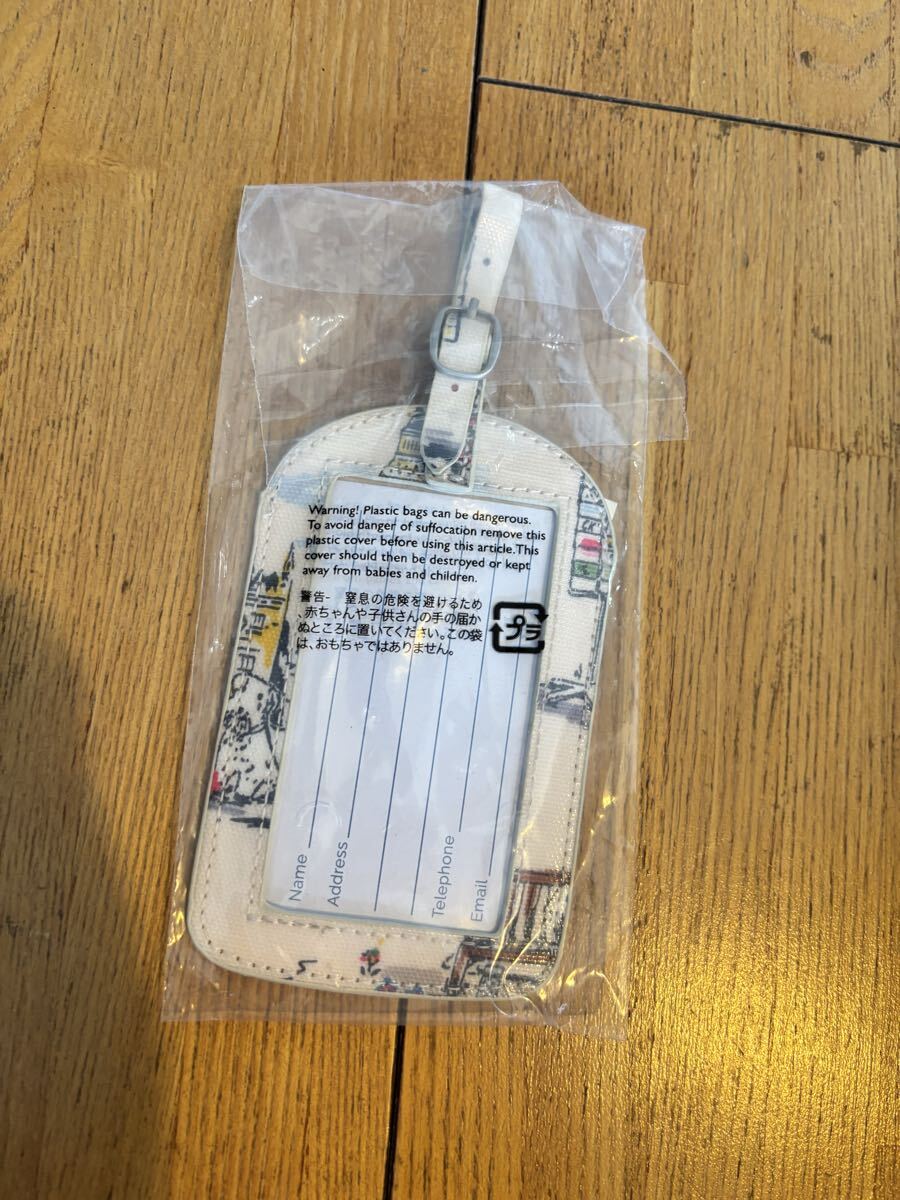 Warning! Plastic bags can be dangerous.
To avoid danger of suffocation remove this
plastic cover before using this article.This
cover should then be destroyed or kept
away from babies and children.
警告- 窒息の危険を避けるため
、赤ちゃんや子供さんの手の届か
ぬところに置いてください。この袋
は、おもちゃではありません。
プラ
Name
Address
Telephone
Email